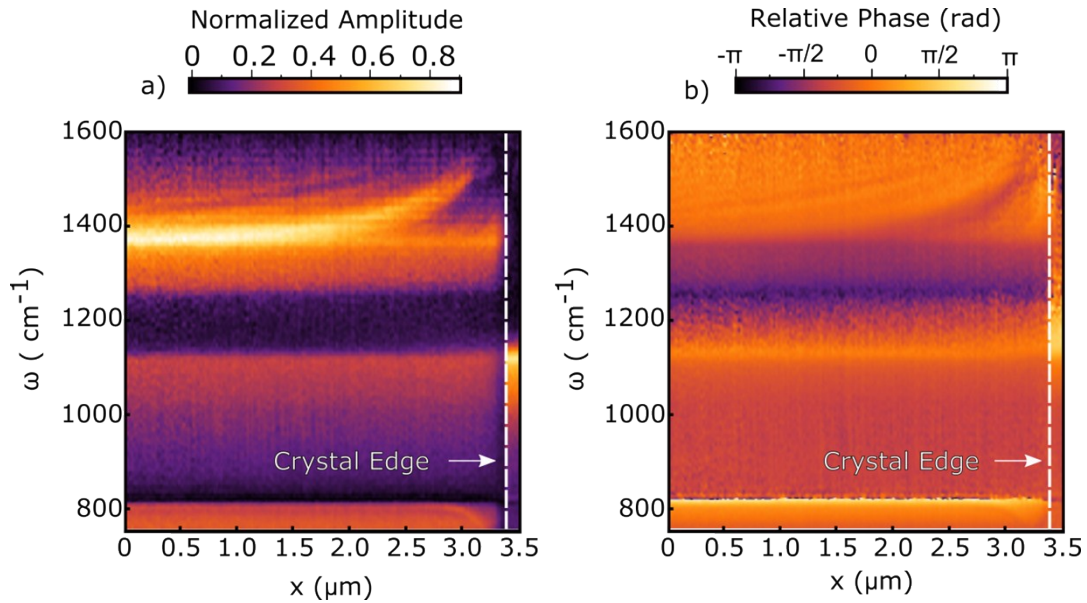 Normalized Amplitude
0 0.2 0.4 0.6 0.8
a)
1600
1400
1200
1000
800
ω ( cm-1)
Crystal Edge
0 0.5 1.0 1.5 2.0 2.5 3.0 3.5
x (μm)
Relative Phase (rad)
-π -π/2 0 π/2 π
b)
1600
1400
1200
1000
800
ω ( cm-1)
Crystal Edge
0 0.5 1.0 1.5 2.0 2.5 3.0 3.5
x (μm)